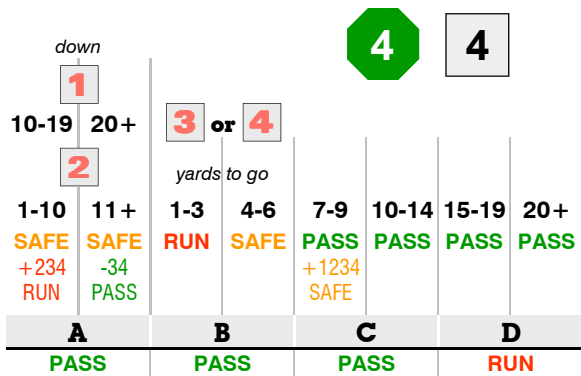 4 4
down
1
10-19 20+ 3 or 4
2
yards to go
1-10 11+ 1-3 4-6 7-9 10-14 15-19 20+
SAFE SAFE RUN SAFE PASS PASS PASS PASS
+234 -34 +1234
RUN PASS SAFE
A B C D
PASS PASS PASS RUN